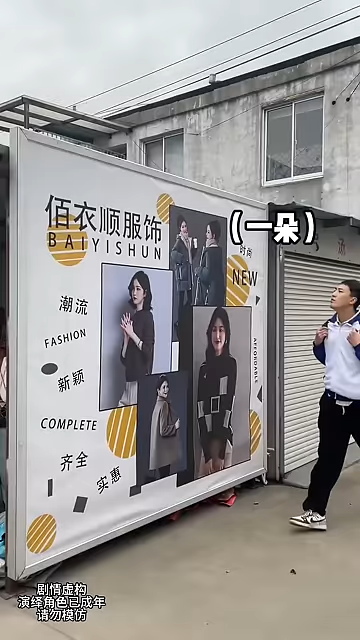 佰衣顺服饰
BAIYISHUN
（一朵）
时尚
NEW
潮流
FASHION
新颖
AFFORDABLE
COMPLETE
齐全
实惠
剧情虚构
演绎角色已成年
请勿模仿